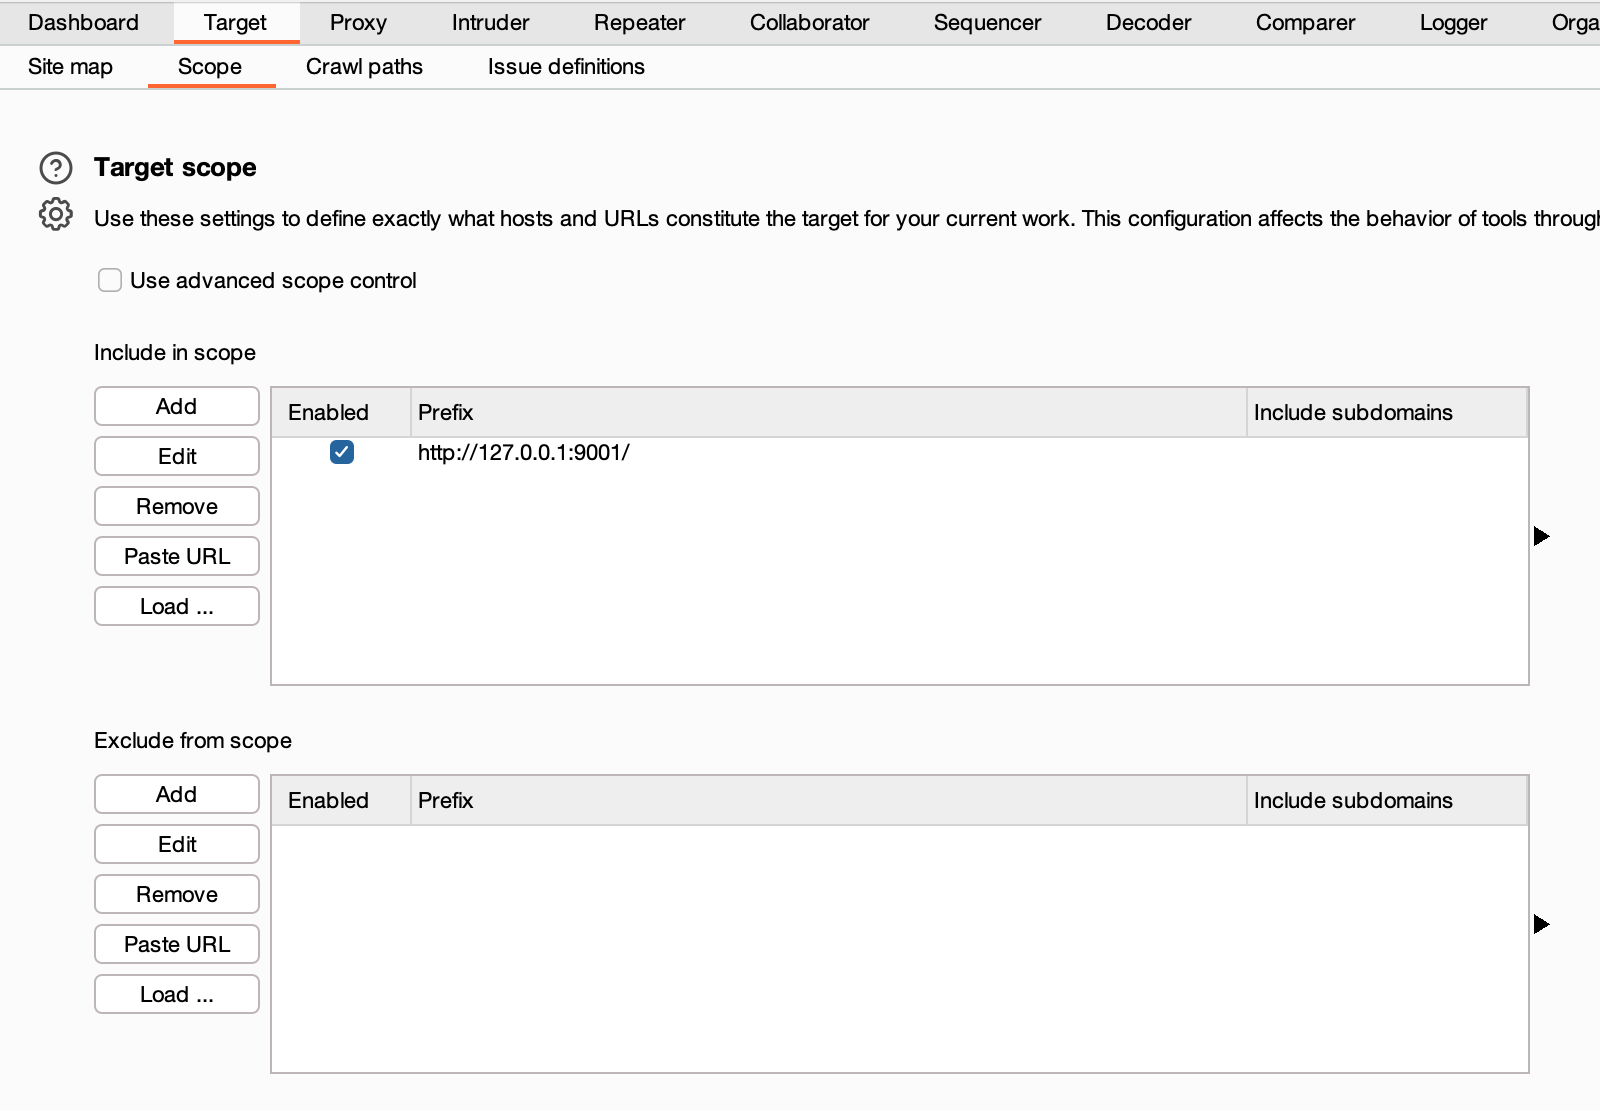 Dashboard Target Proxy Intruder Repeater Collaborator Sequencer Decoder Comparer Logger Orga
Site map Scope Crawl paths Issue definitions
Target scope
Use these settings to define exactly what hosts and URLs constitute the target for your current work. This configuration affects the behavior of tools throug
Use advanced scope control
Include in scope
Add
Edit
Remove
Paste URL
Load ...
Enabled Prefix Include subdomains
http://127.0.0.1:9001/
Exclude from scope
Add
Edit
Remove
Paste URL
Load ...
Enabled Prefix Include subdomains